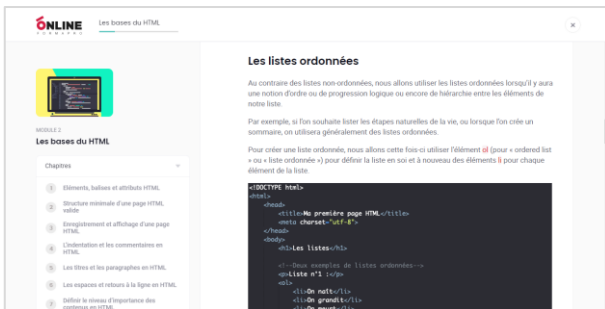 ONLINE
FORMAPRO
Les bases du HTML
×
MODULE 2
Les bases du HTML
Chapitres
1 Eléments, balises et attributs HTML
2 Structure minimale d'une page HTML
valide
3 Enregistrement et affichage d'une page
HTML
4 L'indentation et les commentaires en
HTML
5 Les titres et les paragraphes en HTML
6 Les espaces et retours à la ligne en HTML
7 Définir le niveau d'importance des
contenus en HTML
Les listes ordonnées
Au contraire des listes non-ordonnées, nous allons utiliser les listes ordonnées lorsqu'il y aura
une notion d'ordre ou de progression logique ou encore de hiérarchie entre les éléments de
notre liste.
Par exemple, si l'on souhaite lister les étapes naturelles de la vie, ou lorsque l'on crée un
sommaire, on utilisera généralement des listes ordonnées.
Pour créer une liste ordonnée, nous allons cette fois-ci utiliser l'élément ol (pour « ordered list
» ou « liste ordonnée ») pour définir la liste en soi et à nouveau des éléments li pour chaque
élément de la liste.
<!DOCTYPE html>
<html>
<head>
<title>Ma première page HTML</title>
<meta charset="utf-8">
</head>
<body>
<h1>Les listes</h1>
<!--Deux exemples de listes ordonnées-->
<p>Liste n°1 :</p>
<ol>
<li>On naît</li>
<li>On grandit</li>
<li>On meurt</li>